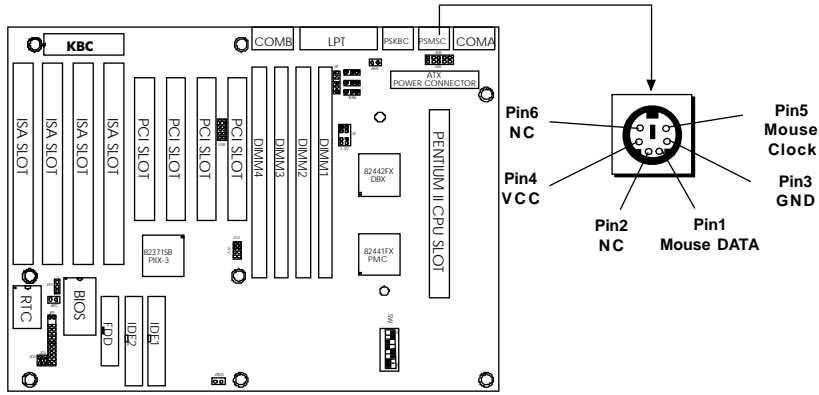 KBC
COMB
LPT
PSKBC
PSMSC
COMA
ATX
POWER CONNECTOR
ISA SLOT
ISA SLOT
ISA SLOT
ISA SLOT
PCI SLOT
PCI SLOT
PCI SLOT
PCI SLOT
DIMM4
DIMM3
DIMM2
DIMM1
PENTIUM II CPU SLOT
82442FX
DBX
82371SB
PIIX-3
82441FX
PMC
RTC
BIOS
FDD
IDE2
IDE1
SW
Pin6
NC
Pin4
VCC
Pin2
NC
Pin1
Mouse DATA
Pin5
Mouse
Clock
Pin3
GND